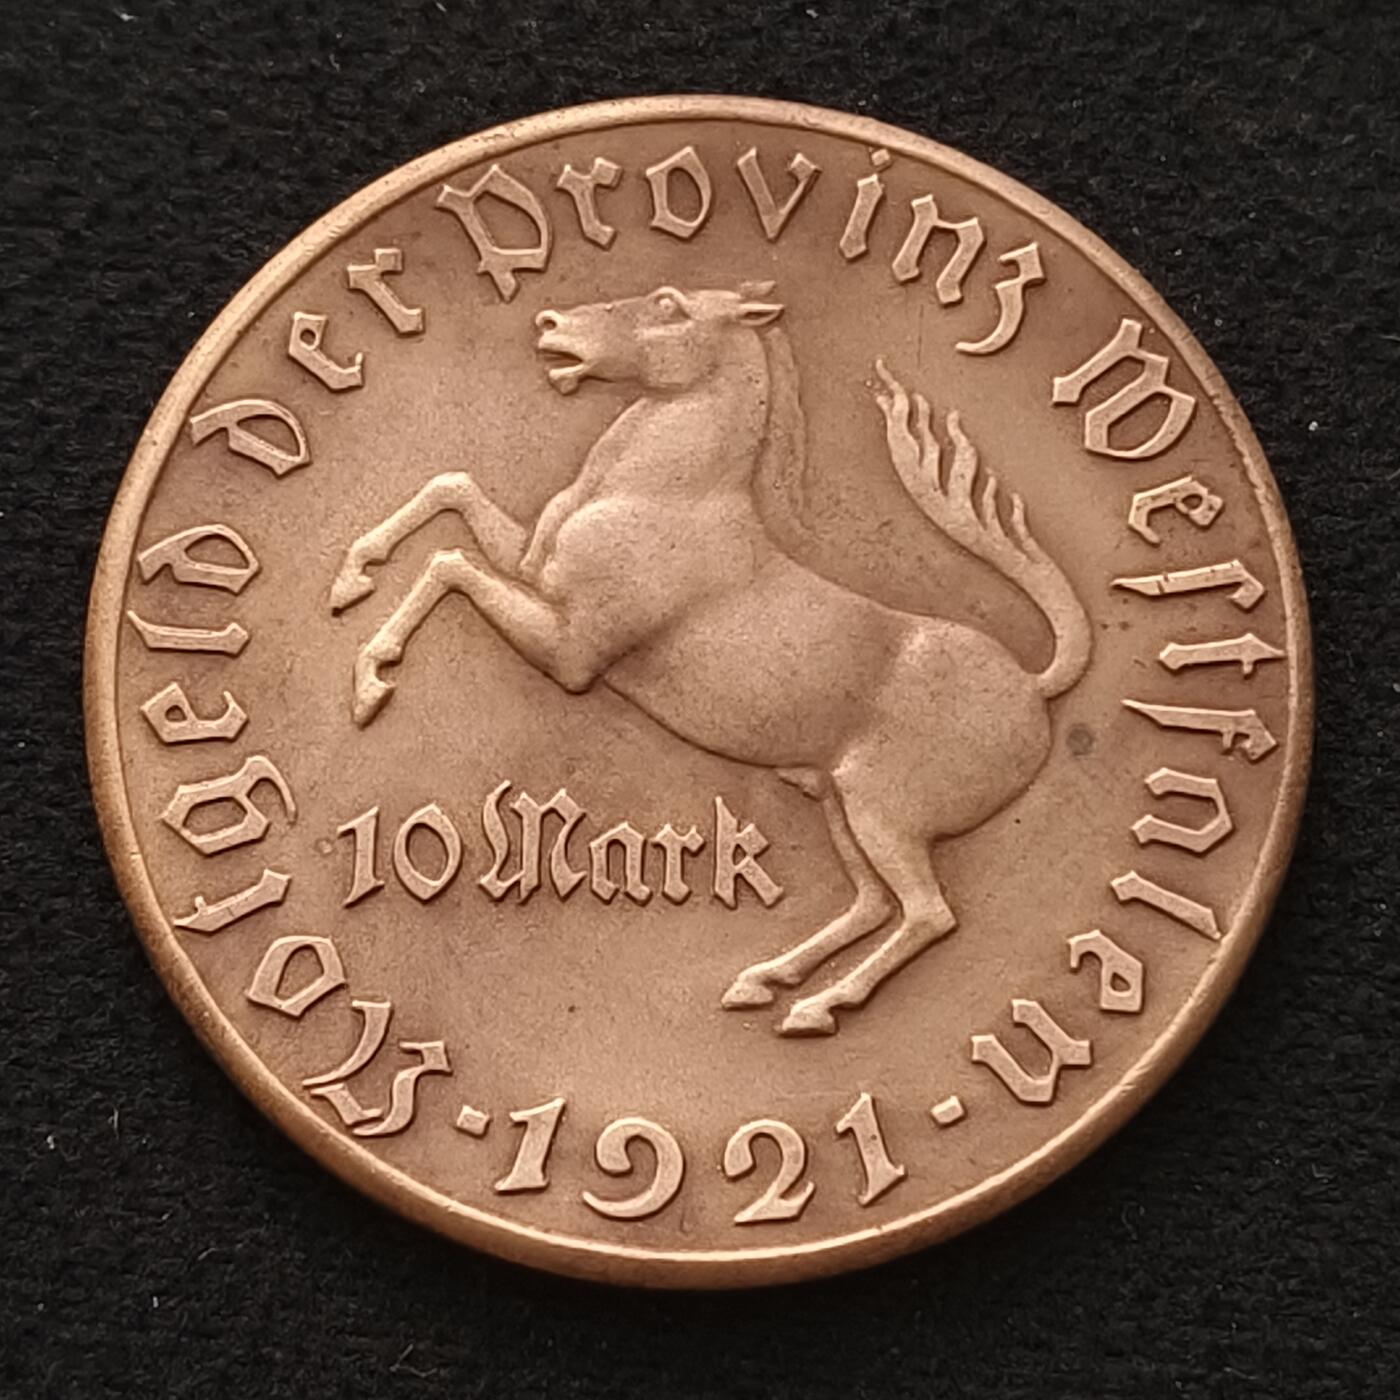 Notgeld der Provinz Westfalen
10 Mark
· 1921 ·